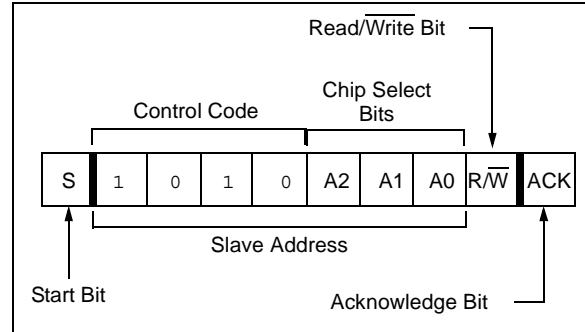 Read/Write Bit
Chip Select
Bits
Control Code
S 1 0 1 0 A2 A1 A0 R/W ACK
Slave Address
Start Bit
Acknowledge Bit